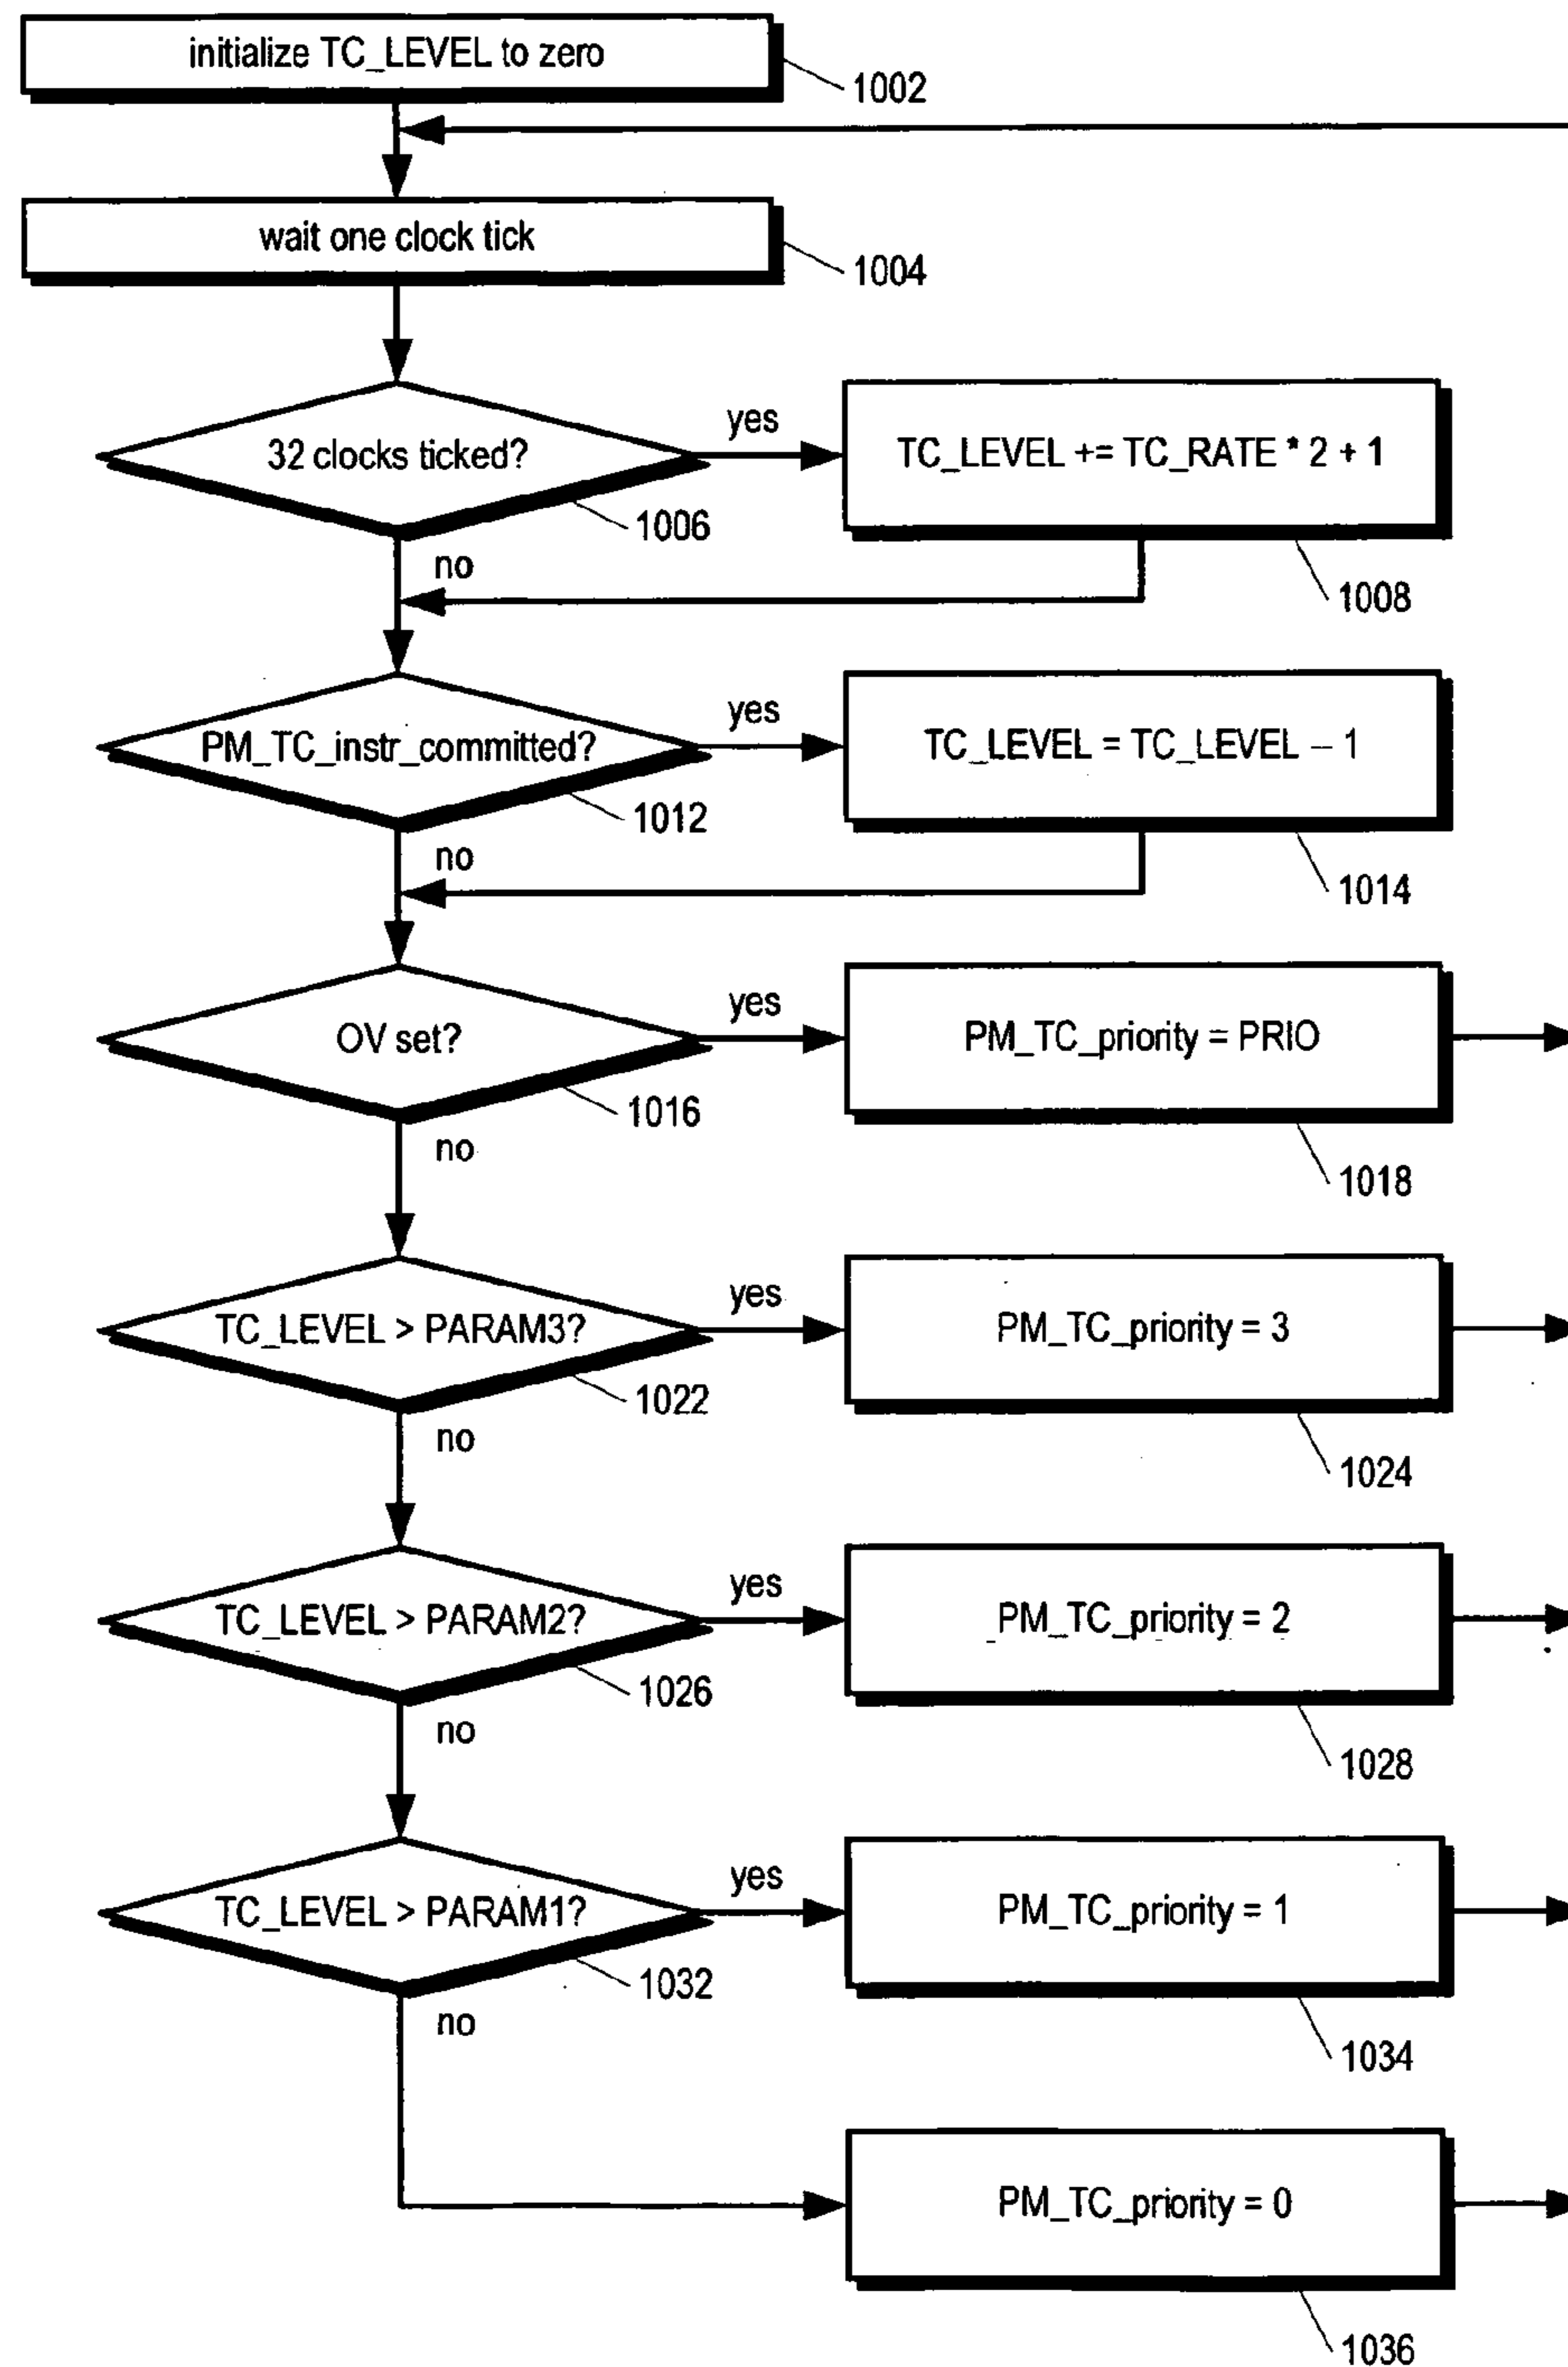 initialize TC_LEVEL to zero
1002
wait one clock tick
1004
32 clocks ticked?
yes
TC_LEVEL += TC_RATE * 2 + 1
1006
no
1008
PM_TC_instr_committed?
yes
TC_LEVEL = TC_LEVEL – 1
1012
no
1014
OV set?
yes
PM_TC_priority = PRIO
1016
no
1018
TC_LEVEL > PARAM3?
yes
PM_TC_priority = 3
1022
no
1024
TC_LEVEL > PARAM2?
yes
PM_TC_priority = 2
1026
no
1028
TC_LEVEL > PARAM1?
yes
PM_TC_priority = 1
1032
no
1034
PM_TC_priority = 0
1036